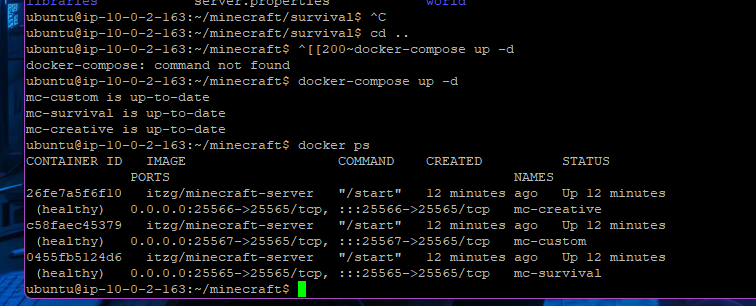 libraries server.properties world
ubuntu@ip-10-0-2-163:~/minecraft/survival$ ^C
ubuntu@ip-10-0-2-163:~/minecraft/survival$ cd ..
ubuntu@ip-10-0-2-163:~/minecraft$ ^[[200~docker-compose up -d
docker-compose: command not found
ubuntu@ip-10-0-2-163:~/minecraft$ docker-compose up -d
mc-custom is up-to-date
mc-survival is up-to-date
mc-creative is up-to-date
ubuntu@ip-10-0-2-163:~/minecraft$ docker ps
CONTAINER ID IMAGE COMMAND CREATED STATUS
PORTS NAMES
26fe7a5f6f10 itzg/minecraft-server "/start" 12 minutes ago Up 12 minutes
(healthy) 0.0.0.0:25566->25565/tcp, :::25566->25565/tcp mc-creative
c58faec45379 itzg/minecraft-server "/start" 12 minutes ago Up 12 minutes
(healthy) 0.0.0.0:25567->25565/tcp, :::25567->25565/tcp mc-custom
0455fb5124d6 itzg/minecraft-server "/start" 12 minutes ago Up 12 minutes
(healthy) 0.0.0.0:25565->25565/tcp, :::25565->25565/tcp mc-survival
ubuntu@ip-10-0-2-163:~/minecraft$